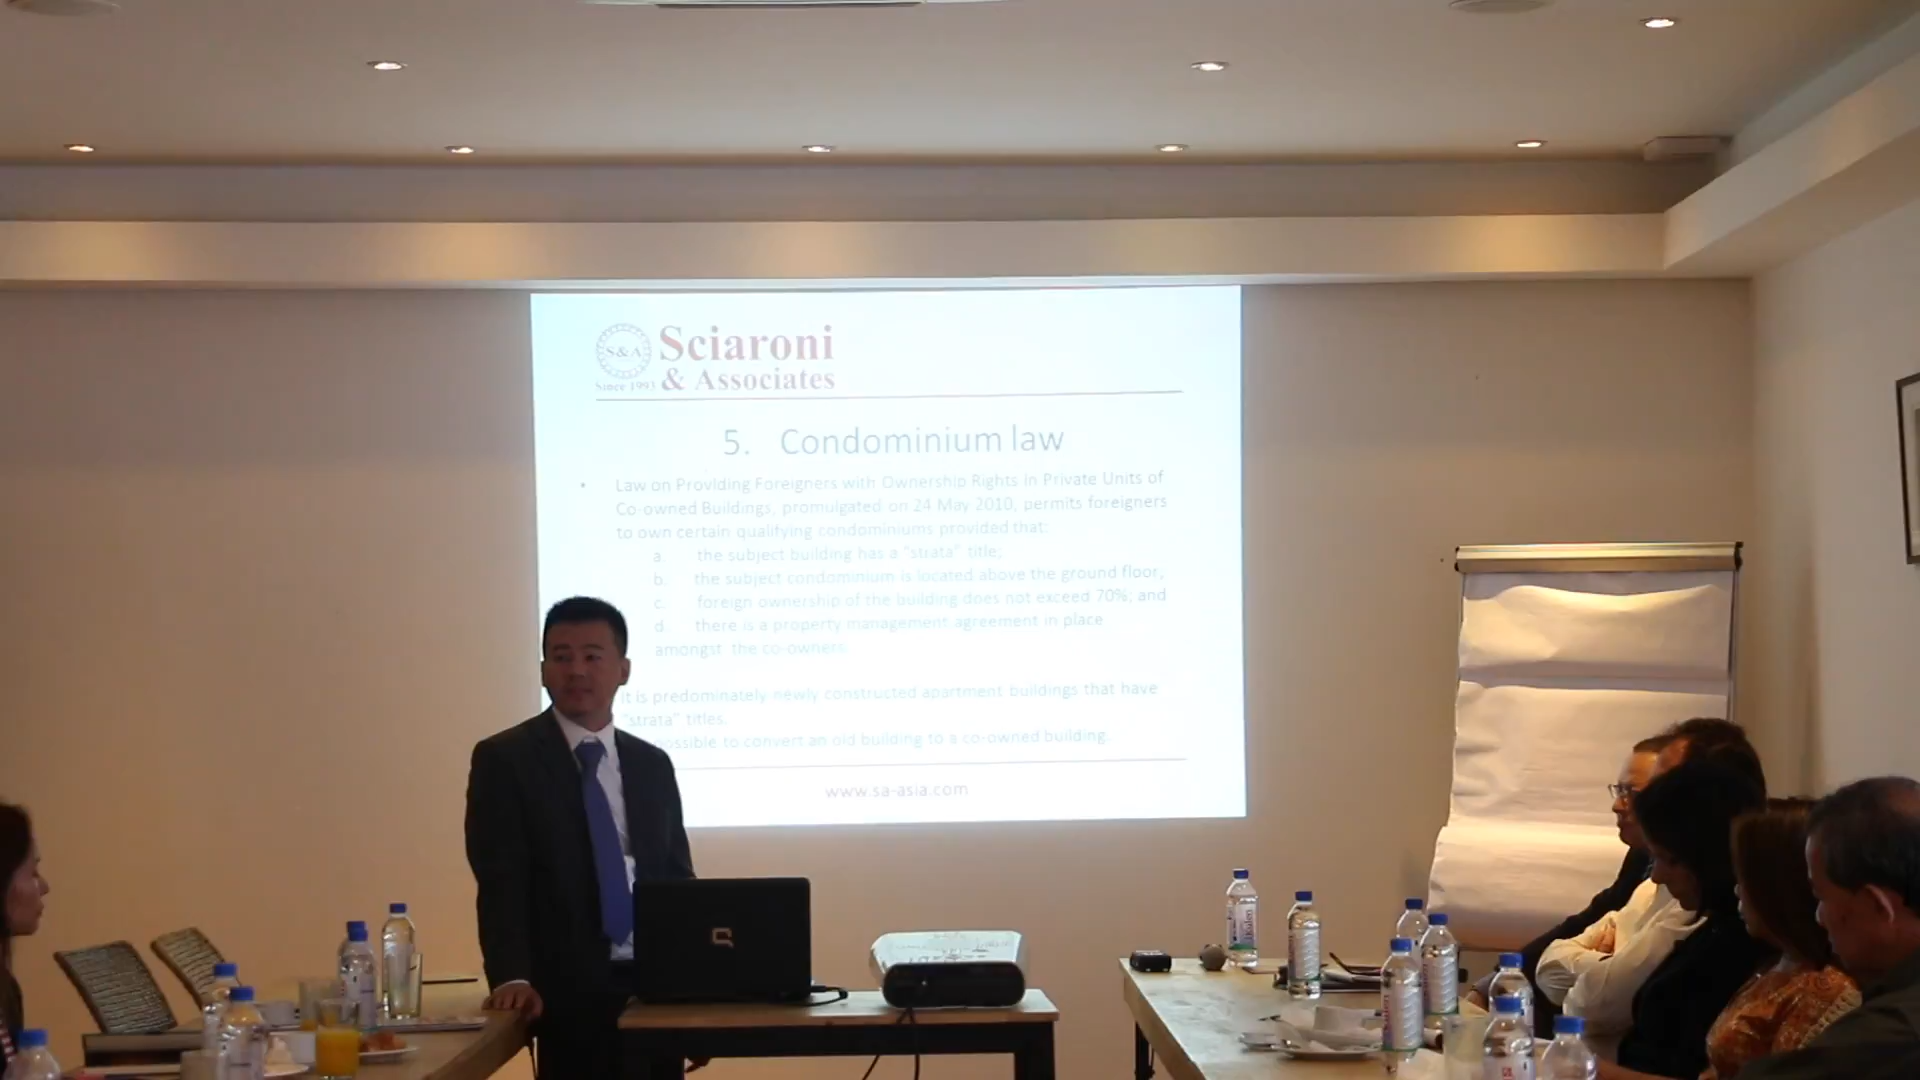 S&A
Since 1993
Sciaroni
& Associates
5. Condominium law
• Law on Providing Foreigners with Ownership Rights in Private Units of
Co-owned Buildings, promulgated on 24 May 2010, permits foreigners
to own certain qualifying condominiums provided that:
a. the subject building has a "strata" title;
b. the subject condominium is located above the ground floor,
c. foreign ownership of the building does not exceed 70%; and
d. there is a property management agreement in place
amongst the co-owners.
It is predominately newly constructed apartment buildings that have
"strata" titles.
possible to convert an old building to a co-owned building.
www.sa-asia.com